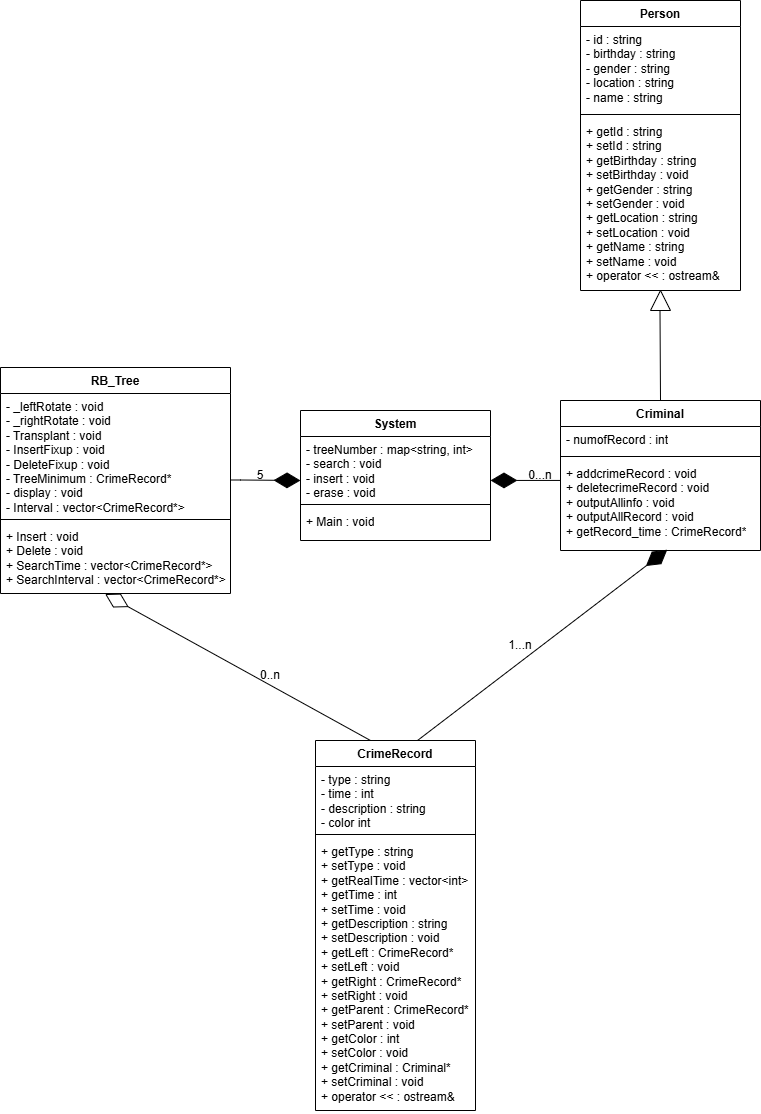 Person
- id : string
- birthday : string
- gender : string
- location : string
- name : string
+ getId : string
+ setId : string
+ getBirthday : string
+ setBirthday : void
+ getGender : string
+ setGender : void
+ getLocation : string
+ setLocation : void
+ getName : string
+ setName : void
+ operator << : ostream&
RB_Tree
- _leftRotate : void
- _rightRotate : void
- Transplant : void
- InsertFixup : void
- DeleteFixup : void
- TreeMinimum : CrimeRecord*
- display : void
- Interval : vector<CrimeRecord*>
+ Insert : void
+ Delete : void
+ SearchTime : vector<CrimeRecord*>
+ SearchInterval : vector<CrimeRecord*>
5
System
- treeNumber : map<string, int>
- search : void
- insert : void
- erase : void
+ Main : void
0...n
Criminal
- numofRecord : int
+ addcrimeRecord : void
+ deletecrimeRecord : void
+ outputAllinfo : void
+ outputAllRecord : void
+ getRecord_time : CrimeRecord*
1...n
0..n
CrimeRecord
- type : string
- time : int
- description : string
- color int
+ getType : string
+ setType : void
+ getRealTime : vector<int>
+ getTime : int
+ setTime : void
+ getDescription : string
+ setDescription : void
+ getLeft : CrimeRecord*
+ setLeft : void
+ getRight : CrimeRecord*
+ setRight : void
+ getParent : CrimeRecord*
+ setParent : void
+ getColor : int
+ setColor : void
+ getCriminal : Criminal*
+ setCriminal : void
+ operator << : ostream&